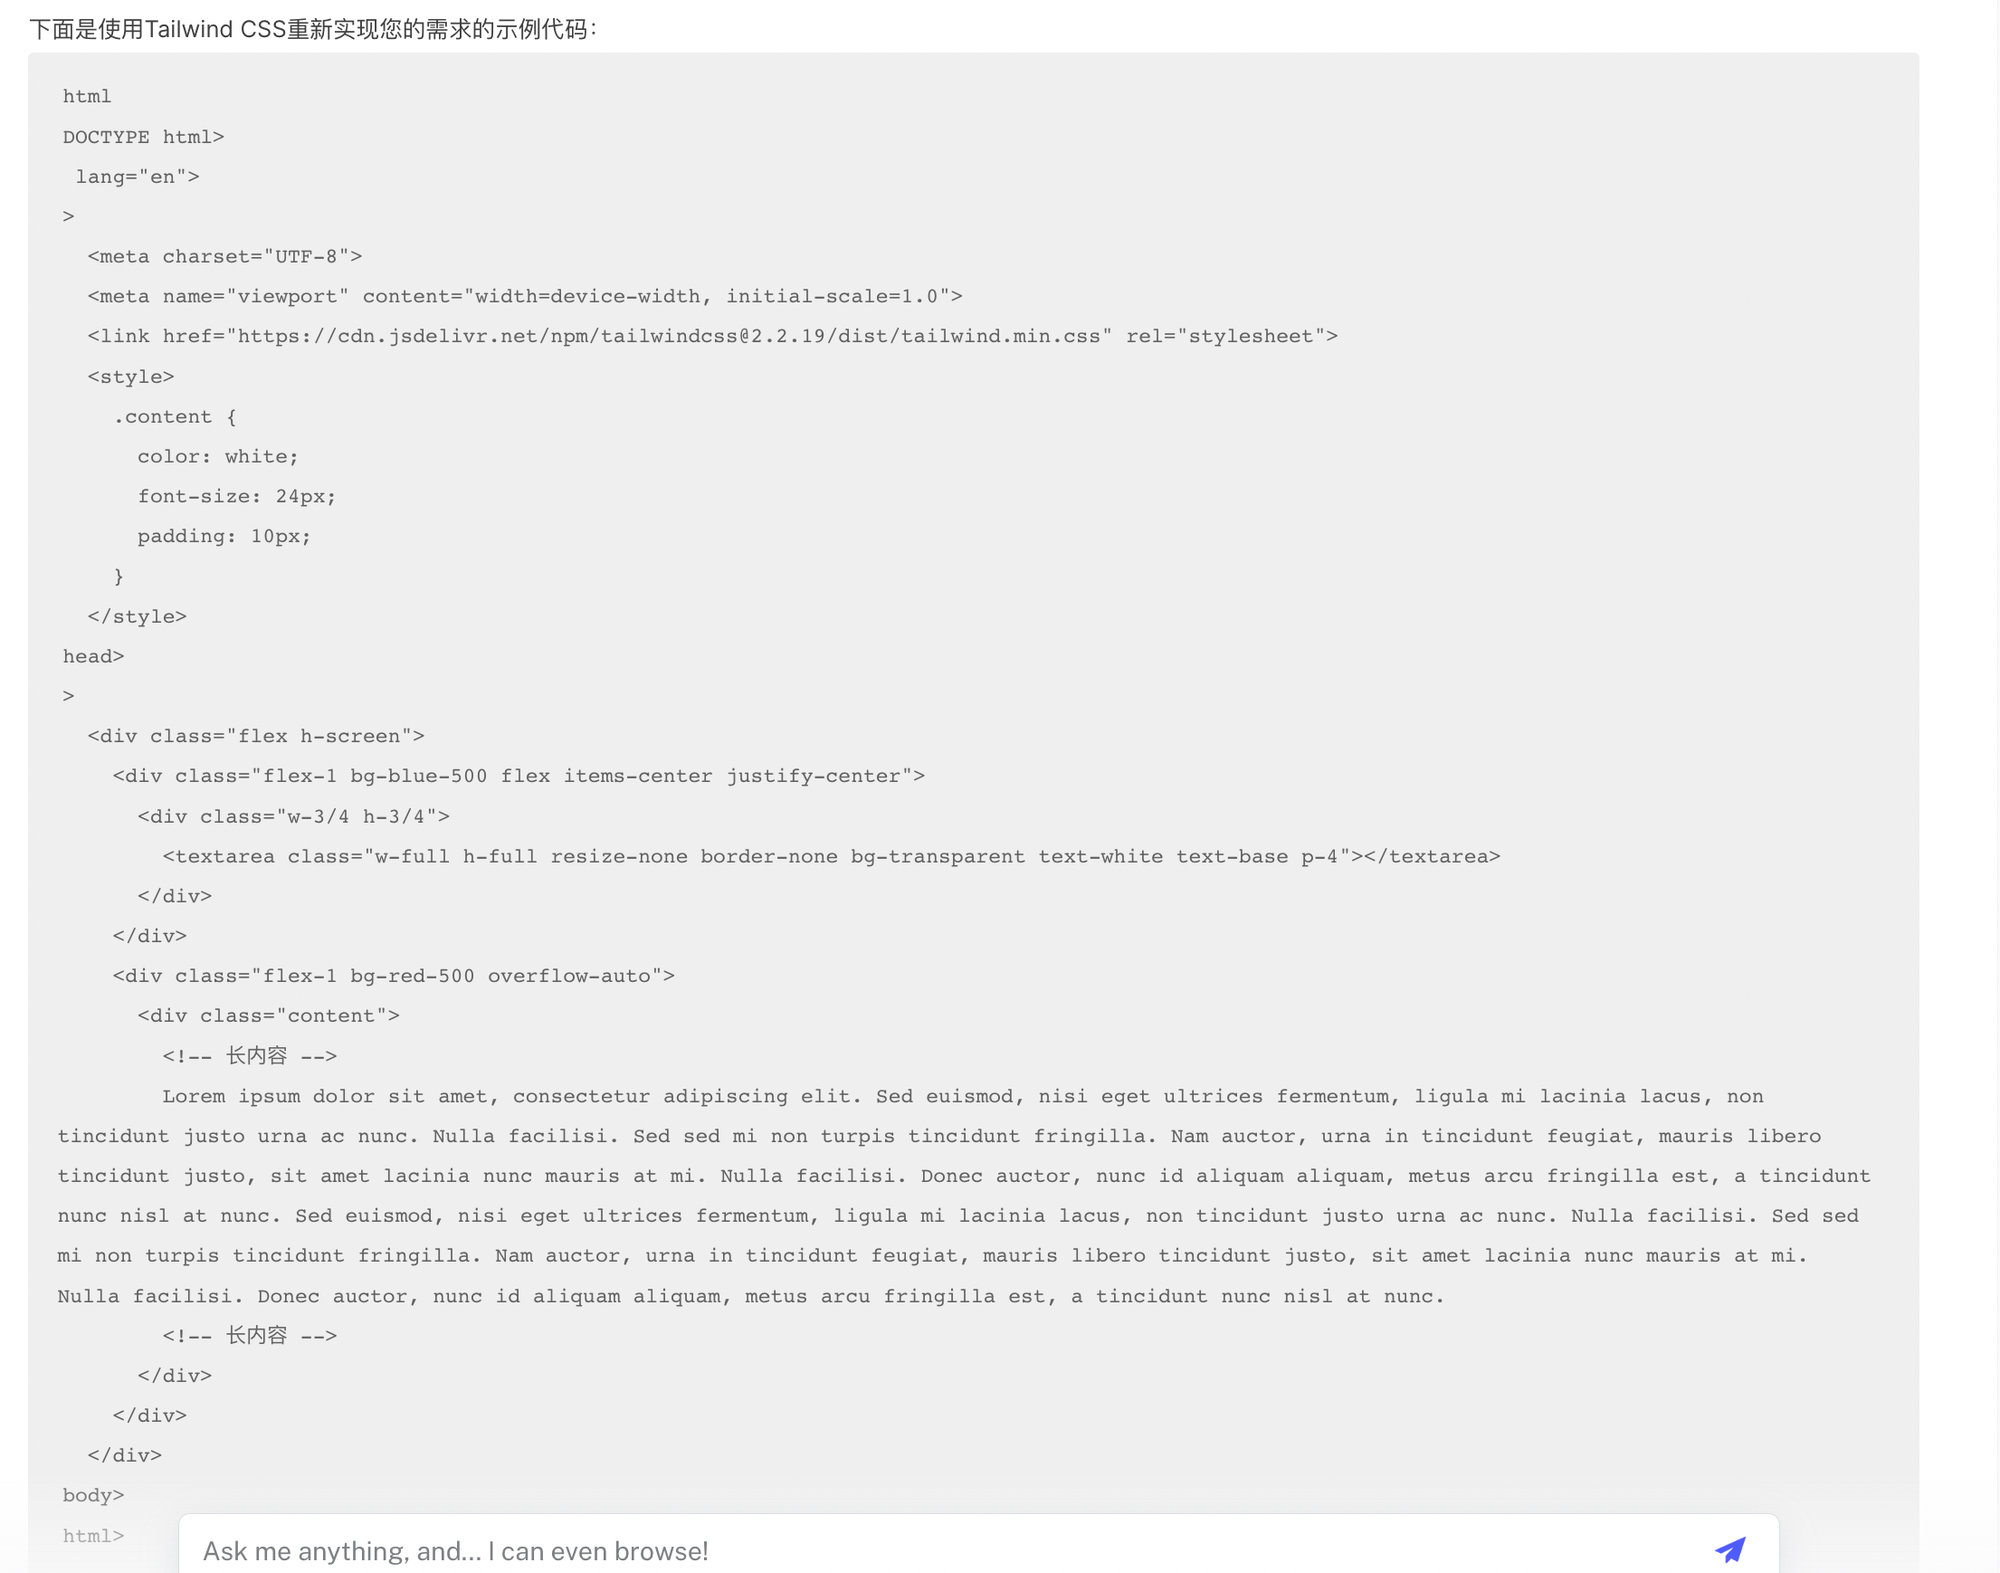 下面是使用Tailwind CSS重新实现您的需求的示例代码：
html
DOCTYPE html>
 lang="en">
>
  <meta charset="UTF-8">
  <meta name="viewport" content="width=device-width, initial-scale=1.0">
  <link href="https://cdn.jsdelivr.net/npm/tailwindcss@2.2.19/dist/tailwind.min.css" rel="stylesheet">
  <style>
    .content {
      color: white;
      font-size: 24px;
      padding: 10px;
    }
  </style>
head>
>
  <div class="flex h-screen">
    <div class="flex-1 bg-blue-500 flex items-center justify-center">
      <div class="w-3/4 h-3/4">
        <textarea class="w-full h-full resize-none border-none bg-transparent text-white text-base p-4"></textarea>
      </div>
    </div>
    <div class="flex-1 bg-red-500 overflow-auto">
      <div class="content">
        <!-- 长内容 -->
        Lorem ipsum dolor sit amet, consectetur adipiscing elit. Sed euismod, nisi eget ultrices fermentum, ligula mi lacinia lacus, non
tincidunt justo urna ac nunc. Nulla facilisi. Sed sed mi non turpis tincidunt fringilla. Nam auctor, urna in tincidunt feugiat, mauris libero
tincidunt justo, sit amet lacinia nunc mauris at mi. Nulla facilisi. Donec auctor, nunc id aliquam aliquam, metus arcu fringilla est, a tincidunt
nunc nisl at nunc. Sed euismod, nisi eget ultrices fermentum, ligula mi lacinia lacus, non tincidunt justo urna ac nunc. Nulla facilisi. Sed sed
mi non turpis tincidunt fringilla. Nam auctor, urna in tincidunt feugiat, mauris libero tincidunt justo, sit amet lacinia nunc mauris at mi.
Nulla facilisi. Donec auctor, nunc id aliquam aliquam, metus arcu fringilla est, a tincidunt nunc nisl at nunc.
        <!-- 长内容 -->
      </div>
    </div>
  </div>
body>
html>
Ask me anything, and... I can even browse!